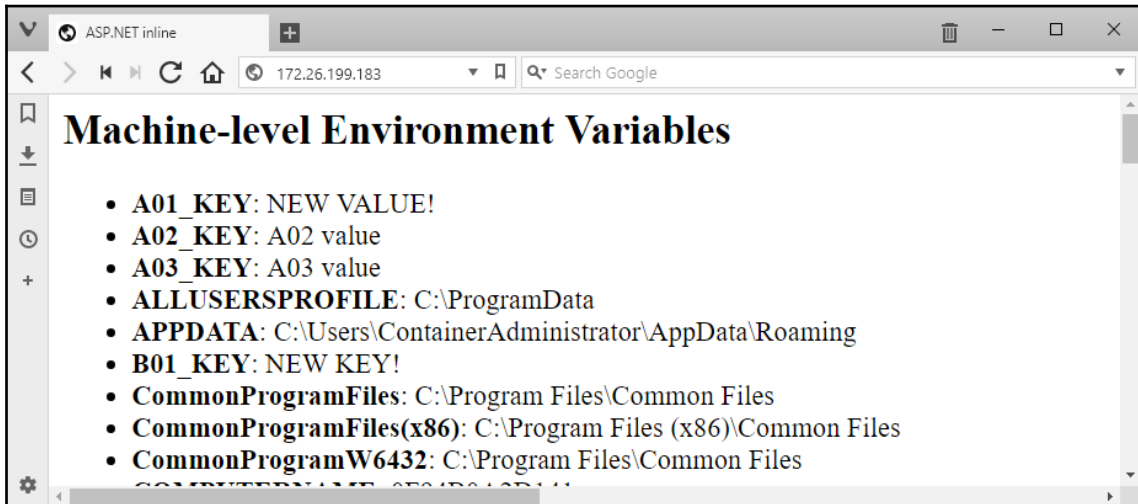 ASP.NET inline
172.26.199.183
Search Google
Machine-level Environment Variables
• A01_KEY: NEW VALUE!
• A02_KEY: A02 value
• A03_KEY: A03 value
• ALLUSERSPROFILE: C:\ProgramData
• APPDATA: C:\Users\ContainerAdministrator\AppData\Roaming
• B01_KEY: NEW KEY!
• CommonProgramFiles: C:\Program Files\Common Files
• CommonProgramFiles(x86): C:\Program Files (x86)\Common Files
• CommonProgramW6432: C:\Program Files\Common Files